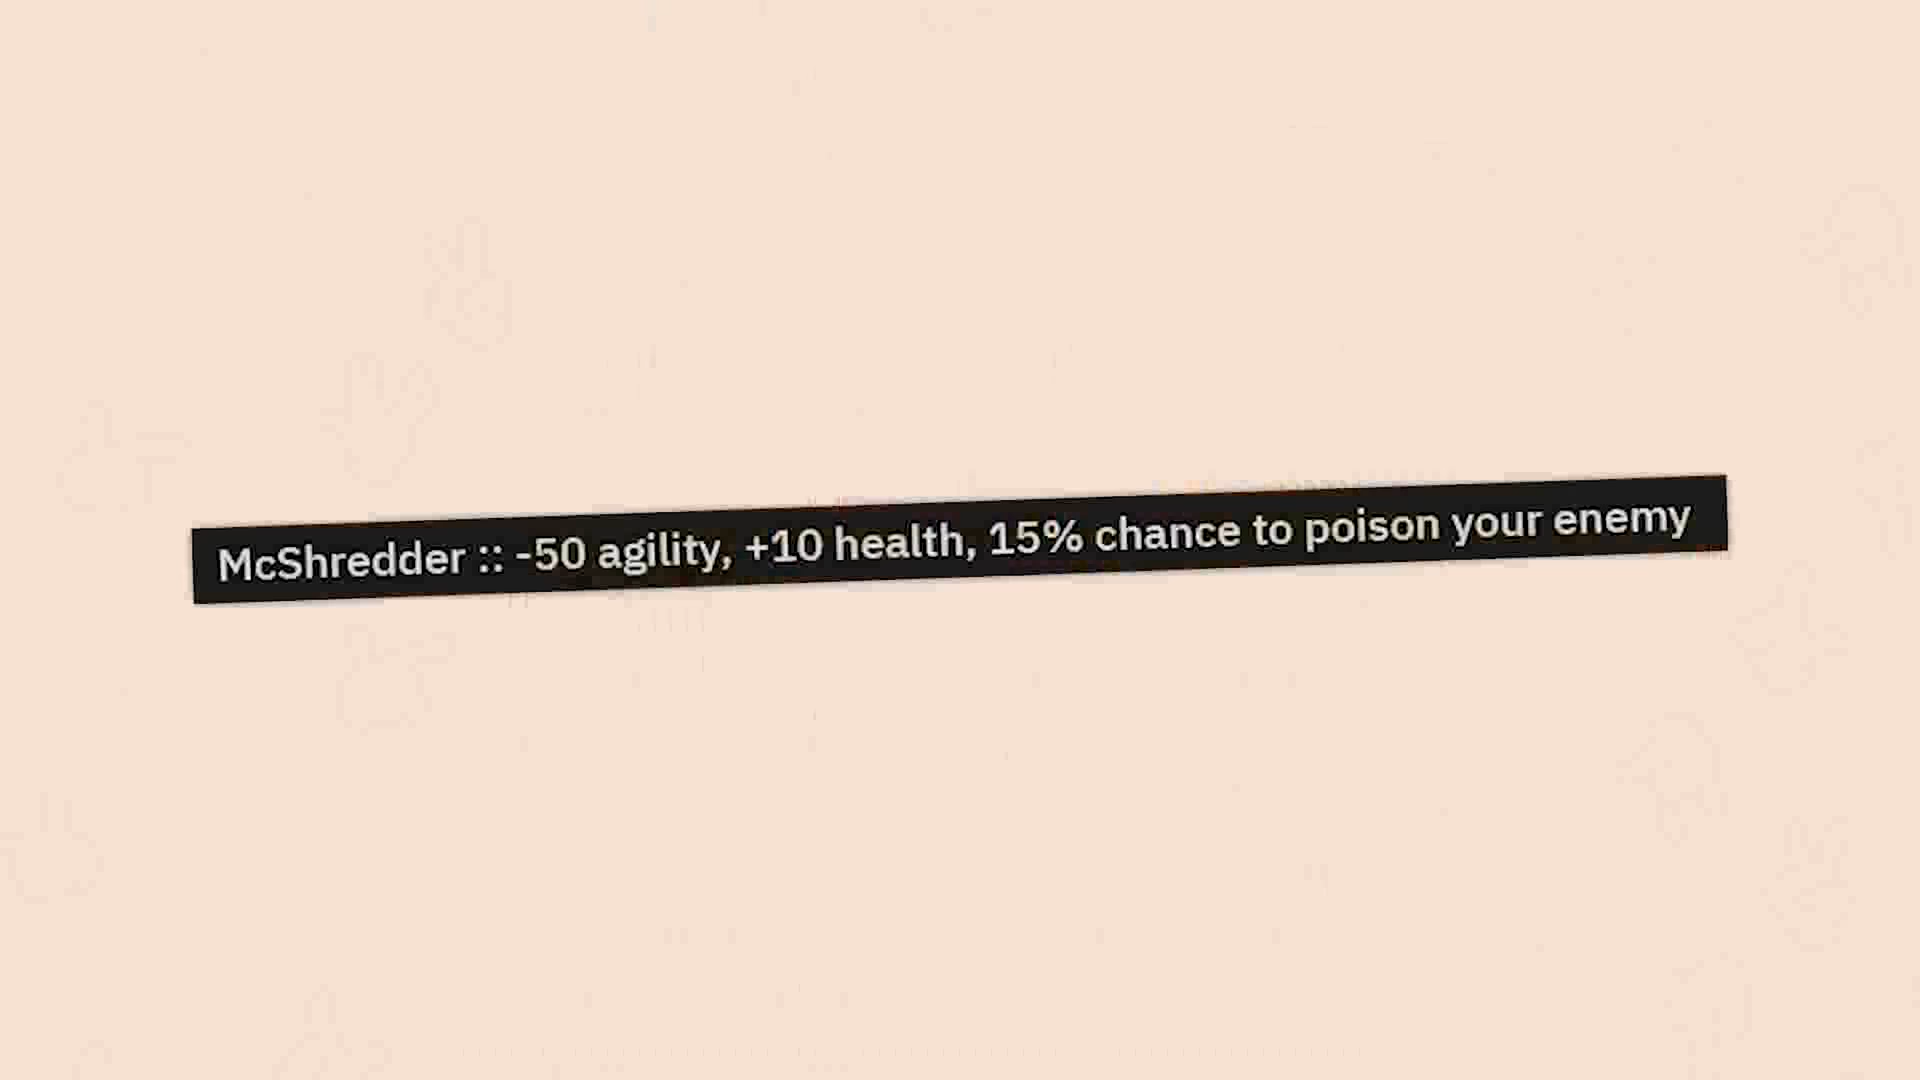 McShredder :: -50 agility, +10 health, 15% chance to poison your enemy